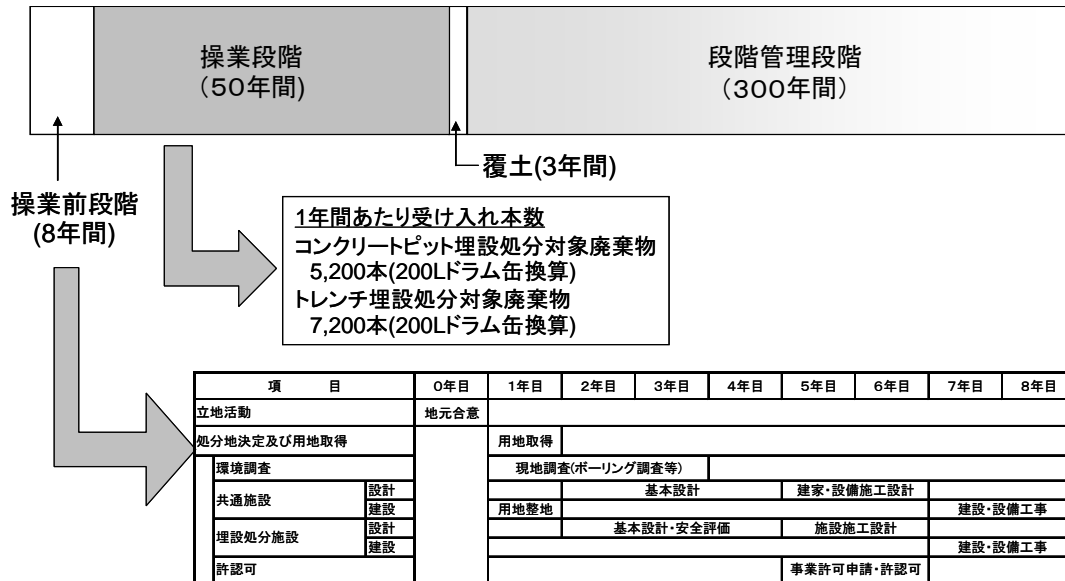 操業段階
(50年間)
段階管理段階
(300年間)
覆土(3年間)
操業前段階
(8年間)
1年間あたり受け入れ本数
コンクリートピット埋設処分対象廃棄物
5,200本(200Lドラム缶換算)
トレンチ埋設処分対象廃棄物
7,200本(200Lドラム缶換算)
項 目 0年目 1年目 2年目 3年目 4年目 5年目 6年目 7年目 8年目
立地活動 地元合意
処分地決定及び用地取得 用地取得
環境調査 現地調査(ボーリング調査等)
共通施設 設計 基本設計 建家・設備施工設計
建設 用地整地 建設・設備工事
埋設処分施設 設計 基本設計・安全評価 施設施工設計
建設 建設・設備工事
許認可 事業許可申請・許認可